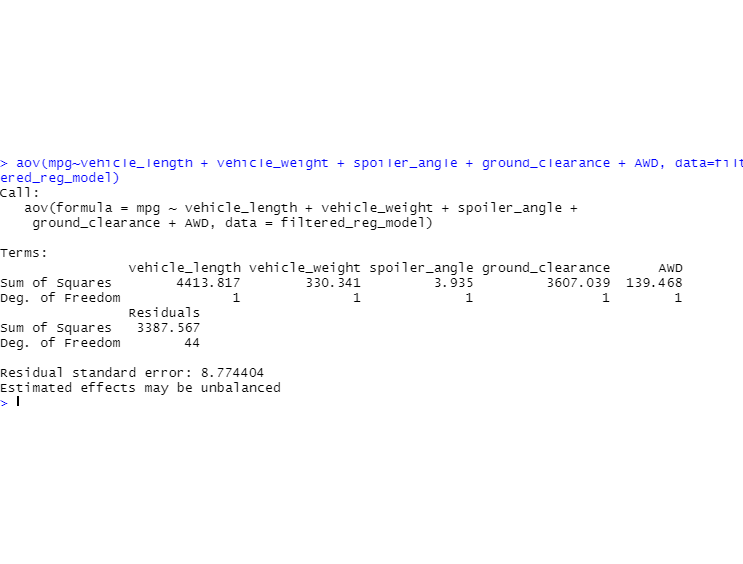 > aov(mpg~vehicle_length + vehicle_weight + spoiler_angle + ground_clearance + AWD, data=filt
ered_reg_model)
Call:
   aov(formula = mpg ~ vehicle_length + vehicle_weight + spoiler_angle + 
    ground_clearance + AWD, data = filtered_reg_model)

Terms:
                vehicle_length vehicle_weight spoiler_angle ground_clearance      AWD
Sum of Squares        4413.817        330.341         3.935         3607.039  139.468
Deg. of Freedom              1              1             1                1        1
                Residuals
Sum of Squares   3387.567
Deg. of Freedom        44

Residual standard error: 8.774404
Estimated effects may be unbalanced
>